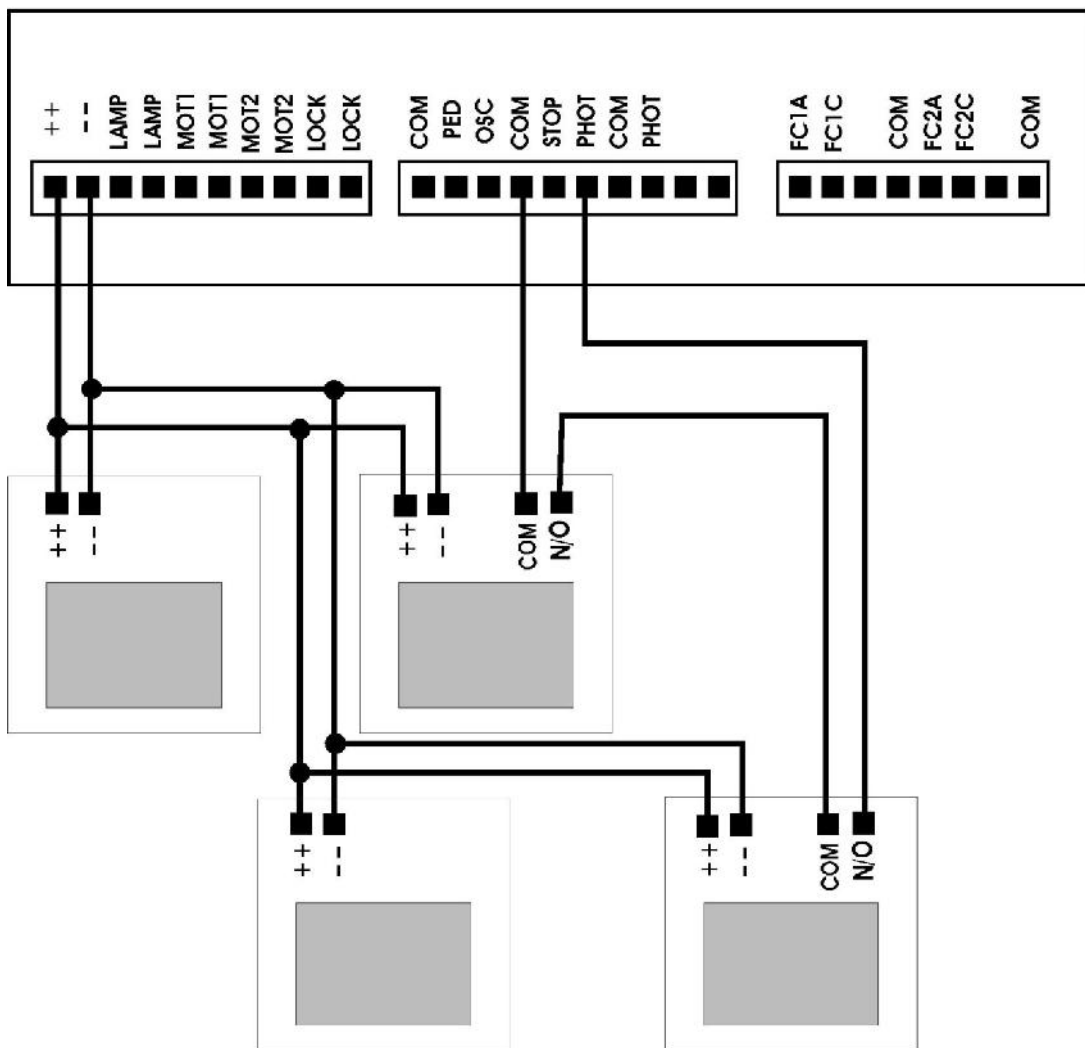 ++ -- LAMP LAMP MOT1 MOT1 MOT2 MOT2 LOCK LOCK
COM PED OSC COM STOP PHOT COM PHOT
FC1A FC1C COM FC2A FC2C COM
++ --
++ -- COM N/O
++ --
++ -- COM N/O